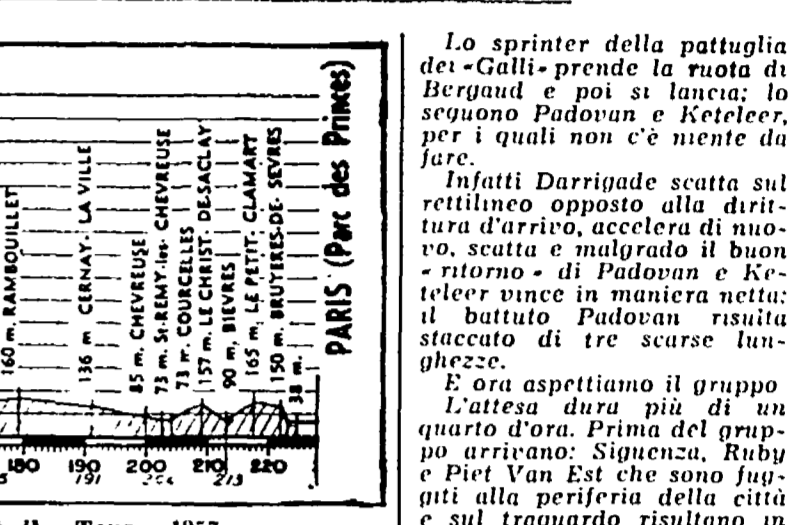 160 m, RAMBOUILLET
136 m CERNAY-LA VILLE
85 m, CHEVREUSE
73 m. St-REMY-les-CHEVREUSE
73 m. COURCELLES
157 m. LE CHRIST-DE SACLAY
90 m, BIEVRES
165 m, LE PETIT-CLAMART
150 m. BRUYERES-DE-SEVRES
38 m.
PARIS (Parc des Princes)
180 190 200 210 220
191 213
Lo sprinter della pattuglia
dei «Galli» prende la ruota di
Bergaud e poi si lancia; lo
seguono Padovan e Keteleer,
per i quali non c'è niente da
fare.
Infatti Darrigade scatta sul
rettilineo opposto alla dirit-
tura d'arrivo, accelera di nuo-
vo, scatta e malgrado il buon
« ritorno » di Padovan e Ke-
teleer vince in maniera netta:
il battuto Padovan risulta
staccato di tre scarse lun-
ghezze.
E ora aspettiamo il gruppo
L'attesa dura più di un
quarto d'ora. Prima del grup-
po arrivano: Siguenza, Ruby
e Piet Van Est che sono fug-
giti alla periferia della città
e sul traguardo risultano in